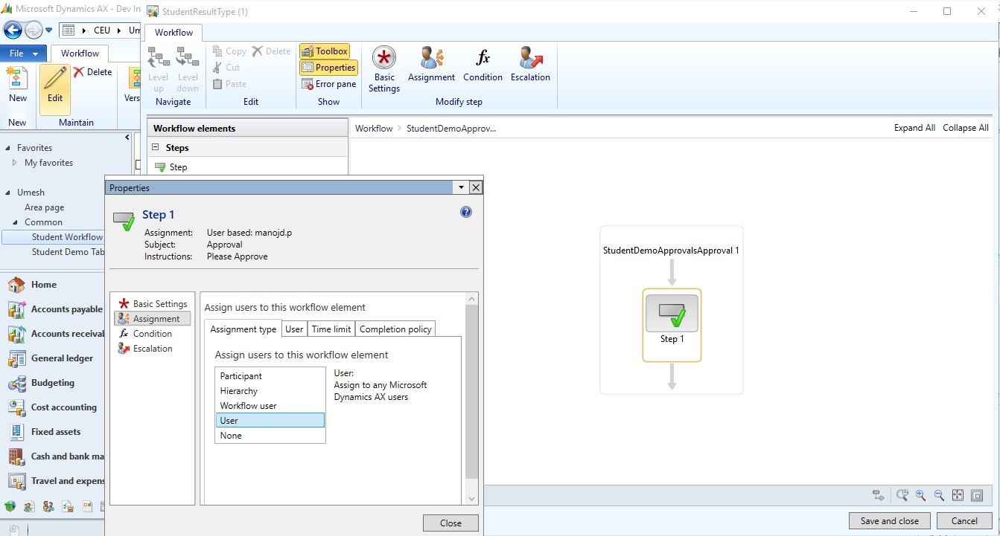 Microsoft Dynamics AX - Dev In
StudentResultType (1)
CEU
Um
Workflow
File
Workflow
New
Edit
Delete
Vers
New
Maintain
Level up
Level down
Navigate
Copy
Delete
Cut
Paste
Edit
Toolbox
Properties
Error pane
Show
Basic Settings
Assignment
Condition
Escalation
Modify step
Favorites
My favorites
Umesh
Area page
Common
Student Workflow
Student Demo Tab
Home
Accounts payable
Accounts receival
General ledger
Budgeting
Cost accounting
Fixed assets
Cash and bank ma
Travel and expens
Workflow elements
Steps
Step
Workflow > StudentDemoApprov...
Expand All Collapse All
Properties
Step 1
Assignment: User based: manojd.p
Subject: Approval
Instructions: Please Approve
Basic Settings
Assignment
Condition
Escalation
Assign users to this workflow element
Assignment type User Time limit Completion policy
Assign users to this workflow element
Participant
Hierarchy
Workflow user
User
None
User:
Assign to any Microsoft
Dynamics AX users
Close
StudentDemoApprovalsApproval 1
Step 1
Save and close
Cancel